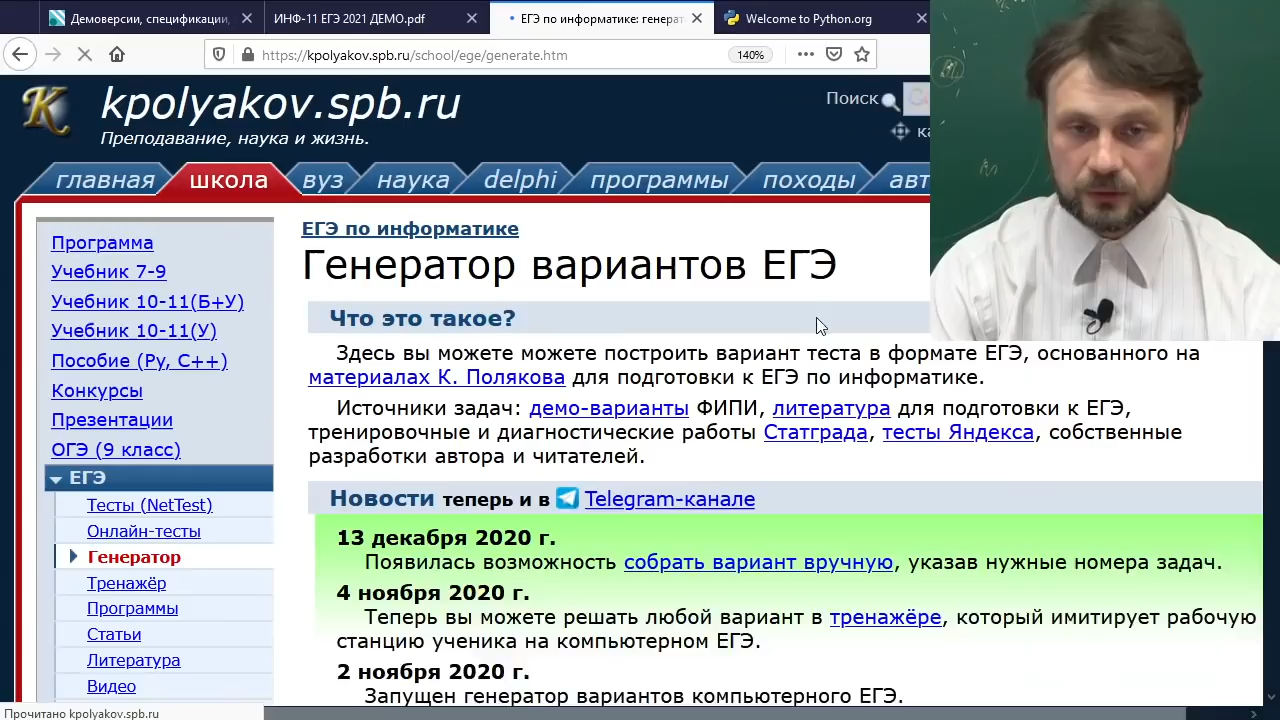 Демоверсии, спецификации,
ИНФ-11 ЕГЭ 2021 ДЕМО.pdf
ЕГЭ по информатике: генерат
Welcome to Python.org
https://kpolyakov.spb.ru/school/ege/generate.htm
140%
kpolyakov.spb.ru
Преподавание, наука и жизнь.
Поиск
главная
школа
вуз
наука
delphi
программы
походы
авт
Программа
Учебник 7-9
Учебник 10-11(Б+У)
Учебник 10-11(У)
Пособие (Py, C++)
Конкурсы
Презентации
ОГЭ (9 класс)
ЕГЭ
Тесты (NetTest)
Онлайн-тесты
Генератор
Тренажёр
Программы
Статьи
Литература
Видео
ЕГЭ по информатике
Генератор вариантов ЕГЭ
Что это такое?
Здесь вы можете можете построить вариант теста в формате ЕГЭ, основанного на
материалах К. Полякова для подготовки к ЕГЭ по информатике.
Источники задач: демо-варианты ФИПИ, литература для подготовки к ЕГЭ,
тренировочные и диагностические работы Статграда, тесты Яндекса, собственные
разработки автора и читателей.
Новости теперь и в Telegram-канале
13 декабря 2020 г.
Появилась возможность собрать вариант вручную, указав нужные номера задач.
4 ноября 2020 г.
Теперь вы можете решать любой вариант в тренажёре, который имитирует рабочую
станцию ученика на компьютерном ЕГЭ.
2 ноября 2020 г.
Запущен генератор вариантов компьютерного ЕГЭ.
Прочитано kpolyakov.spb.ru